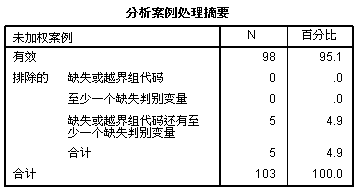 分析案例处理摘要
未加权案例 N 百分比
有效 98 95.1
排除的 缺失或越界组代码 0 .0
至少一个缺失判别变量 0 .0
缺失或越界组代码还有至 5 4.9
少一个缺失判别变量
合计 5 4.9
合计 103 100.0